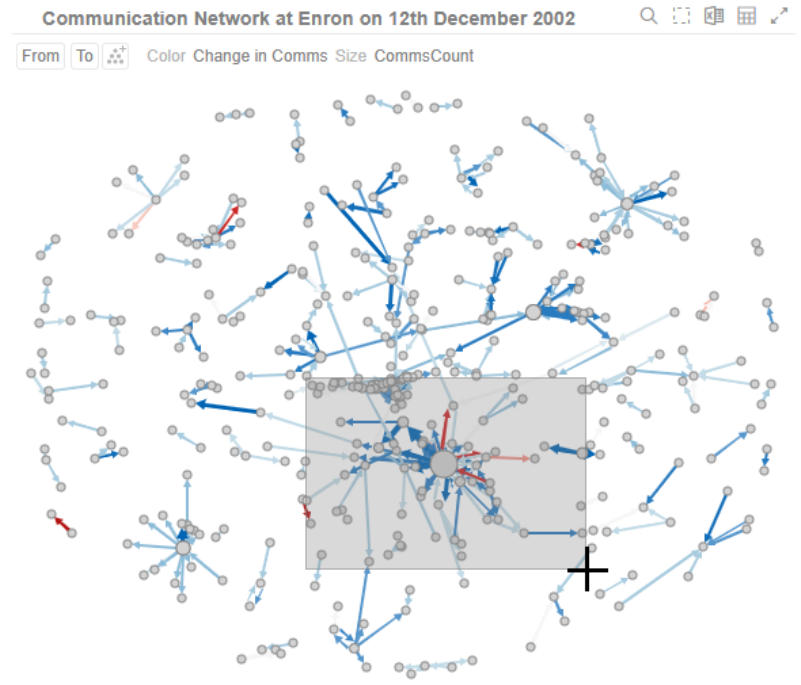 Communication Network at Enron on 12th December 2002
From To Color Change in Comms Size CommsCount